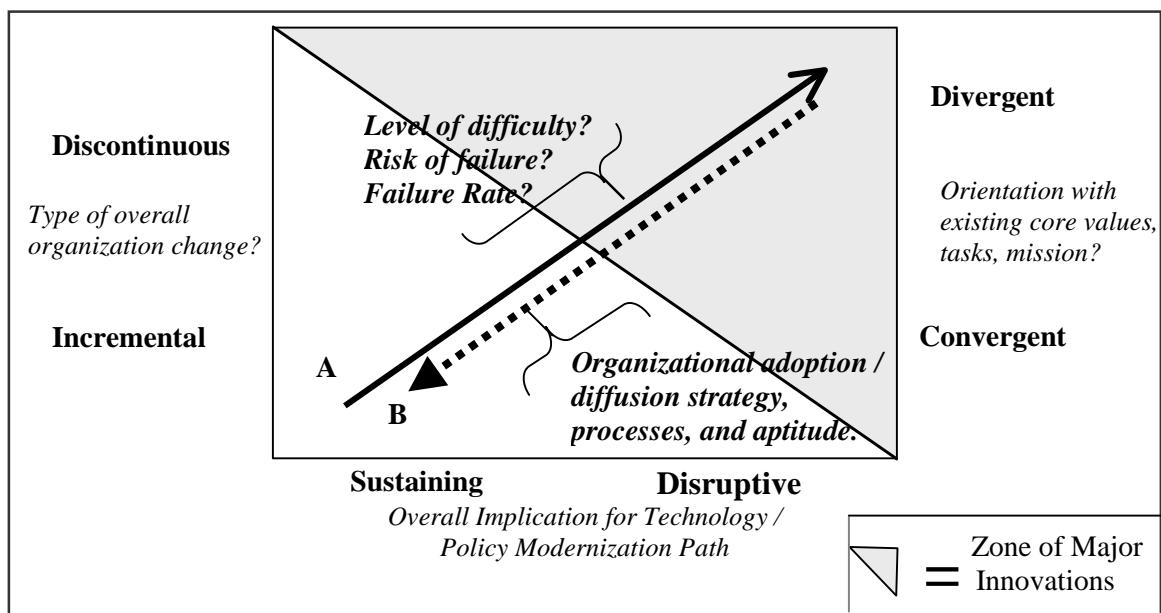 Discontinuous
Type of overall
organization change?
Incremental
Level of difficulty?
Risk of failure?
Failure Rate?
A
B
Organizational adoption /
diffusion strategy,
processes, and aptitude.
Divergent
Orientation with
existing core values,
tasks, mission?
Convergent
Sustaining Disruptive
Overall Implication for Technology /
Policy Modernization Path
= Zone of Major
Innovations